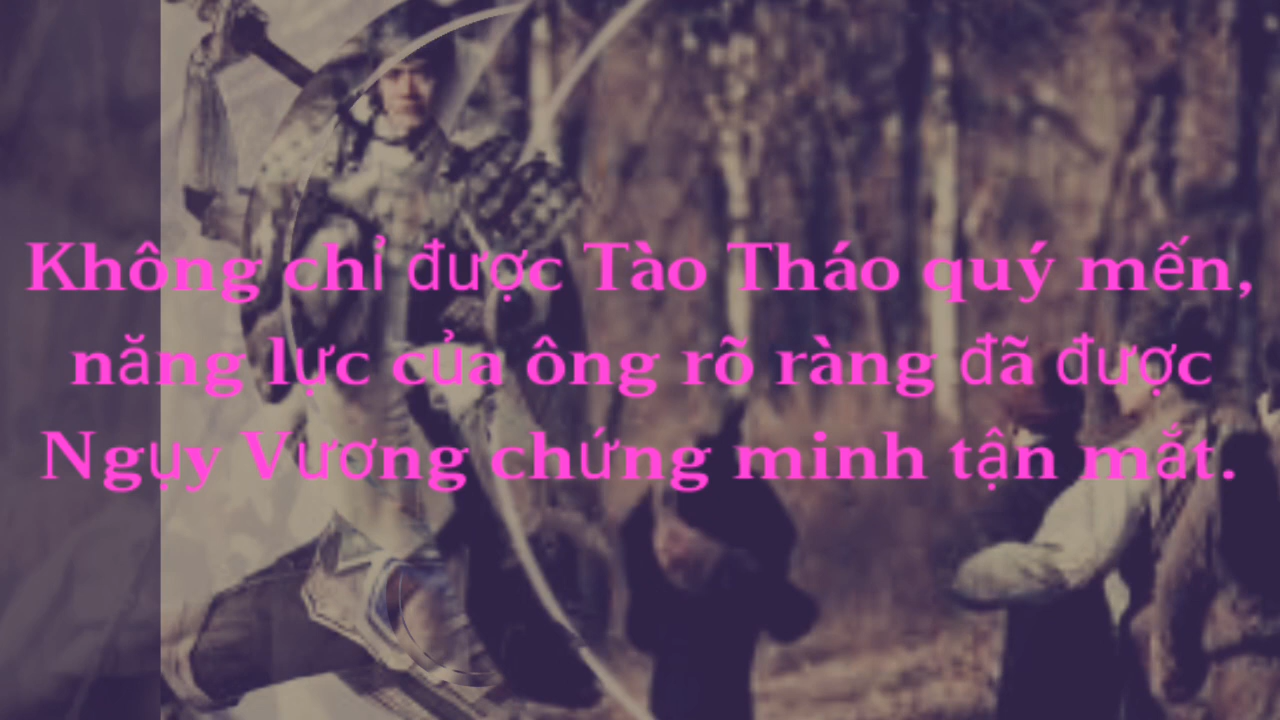 Không chỉ được Tào Tháo quý mến,
năng lực của ông rõ ràng đã được
Ngụy Vương chứng minh tận mắt.